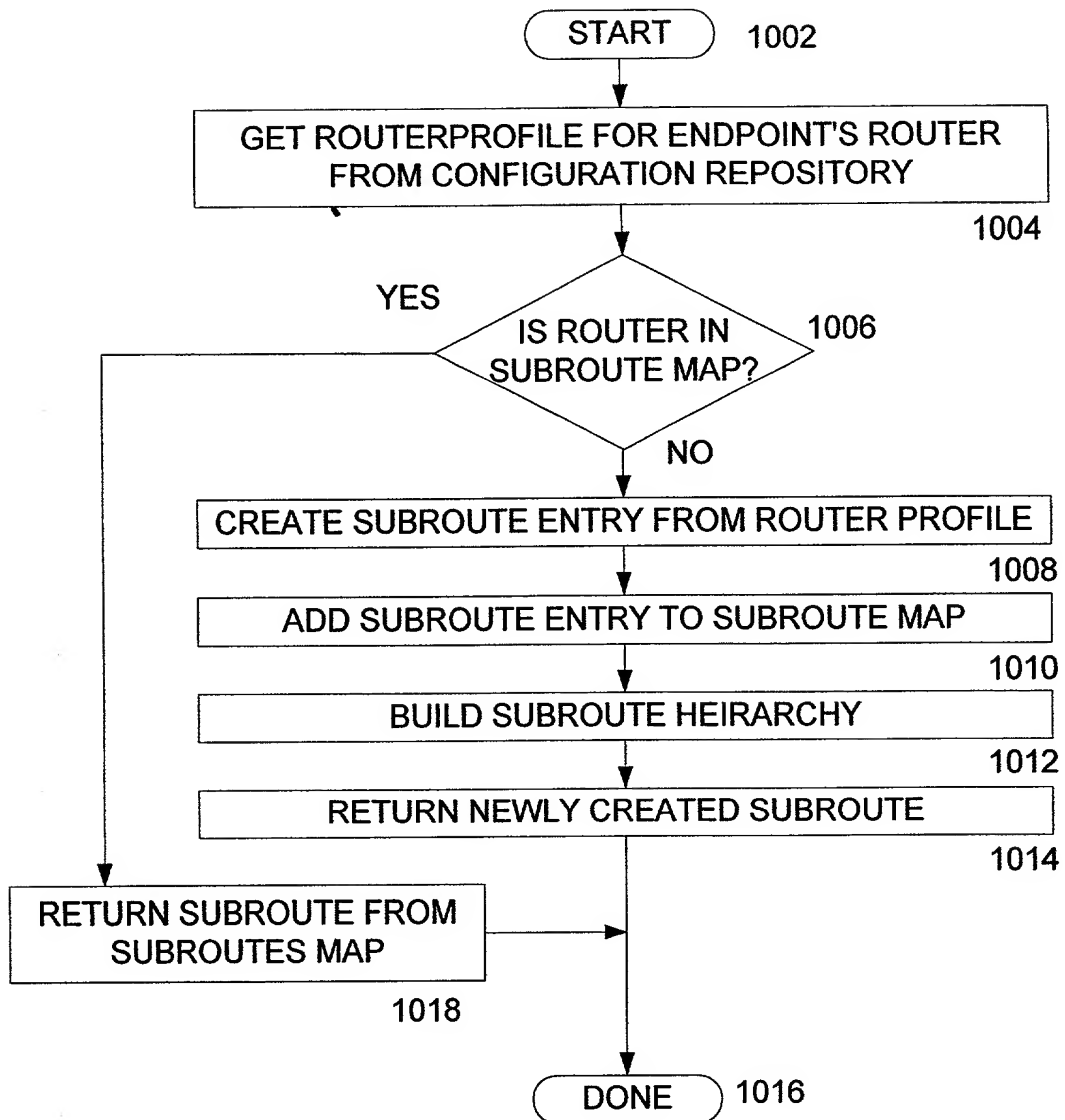 START
1002
GET ROUTERPROFILE FOR ENDPOINT'S ROUTER
FROM CONFIGURATION REPOSITORY
1004
YES
IS ROUTER IN
SUBROUTE MAP?
1006
NO
CREATE SUBROUTE ENTRY FROM ROUTER PROFILE
1008
ADD SUBROUTE ENTRY TO SUBROUTE MAP
1010
BUILD SUBROUTE HEIRARCHY
1012
RETURN NEWLY CREATED SUBROUTE
1014
RETURN SUBROUTE FROM
SUBROUTES MAP
1018
DONE
1016